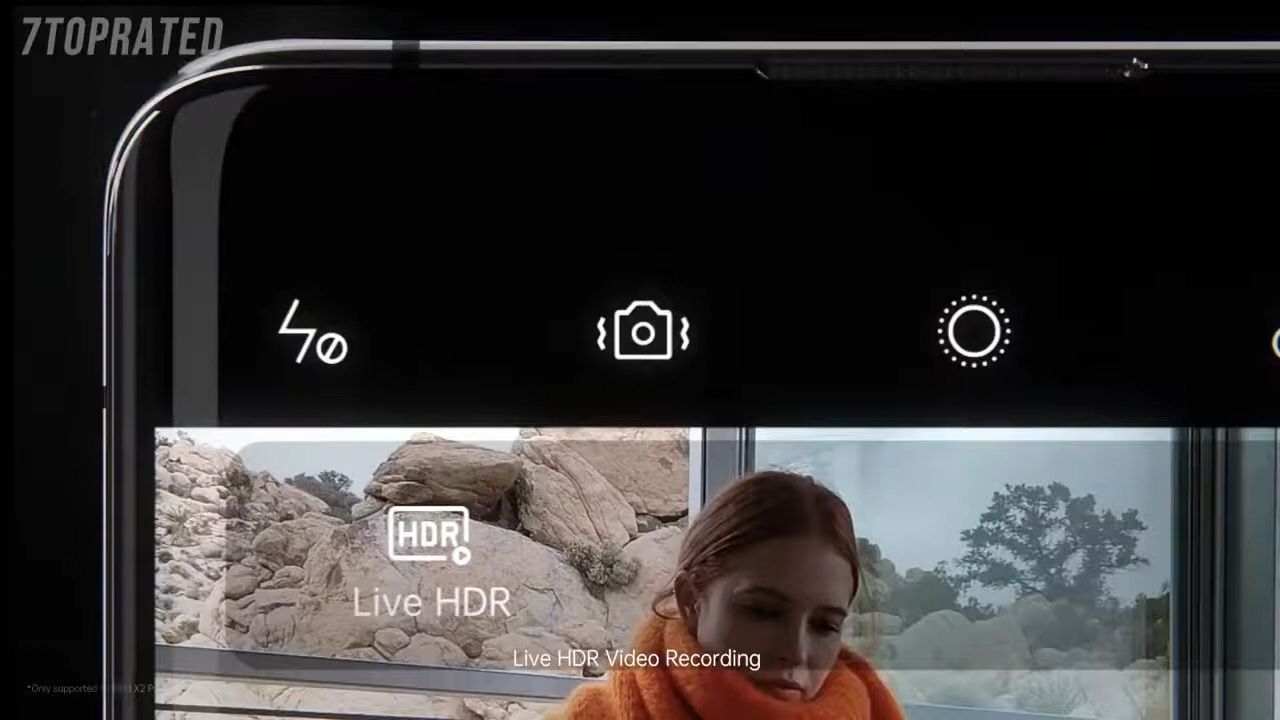 7TOPRATED
HDR
Live HDR
Live HDR Video Recording
*Only supported